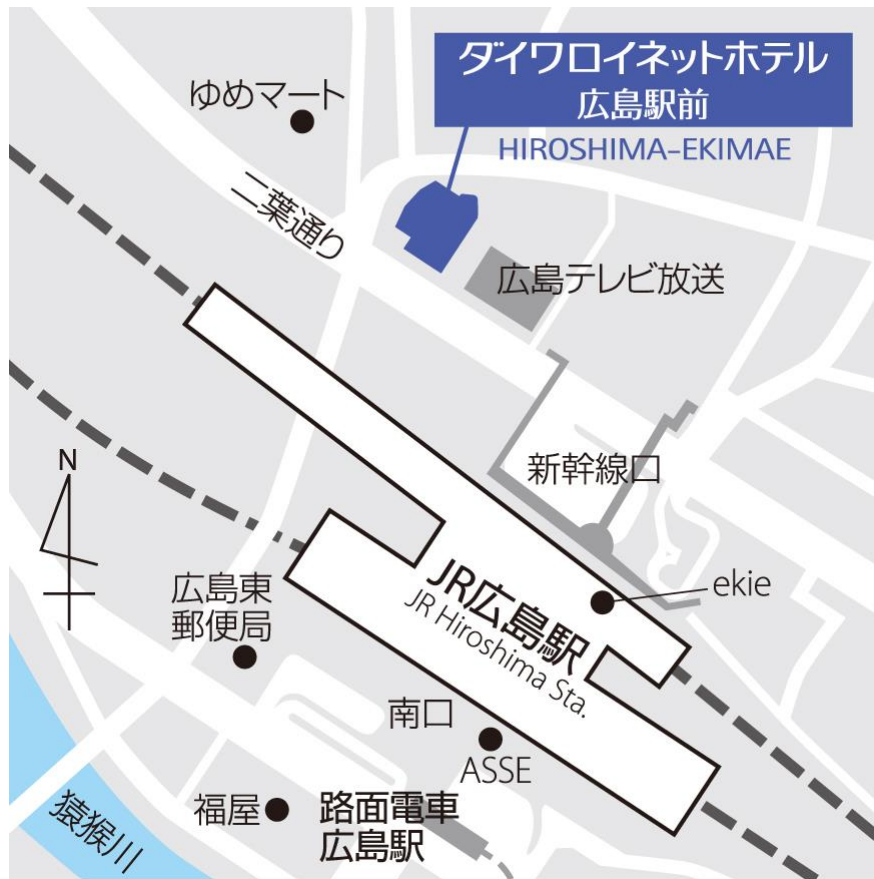 ダイワロイネットホテル
広島駅前
HIROSHIMA-EKIMAE
ゆめマート
二葉通り
広島テレビ放送
新幹線口
N
JR広島駅
JR Hiroshima Sta.
ekie
広島東
郵便局
南口
ASSE
福屋
路面電車
広島駅
猿猴川